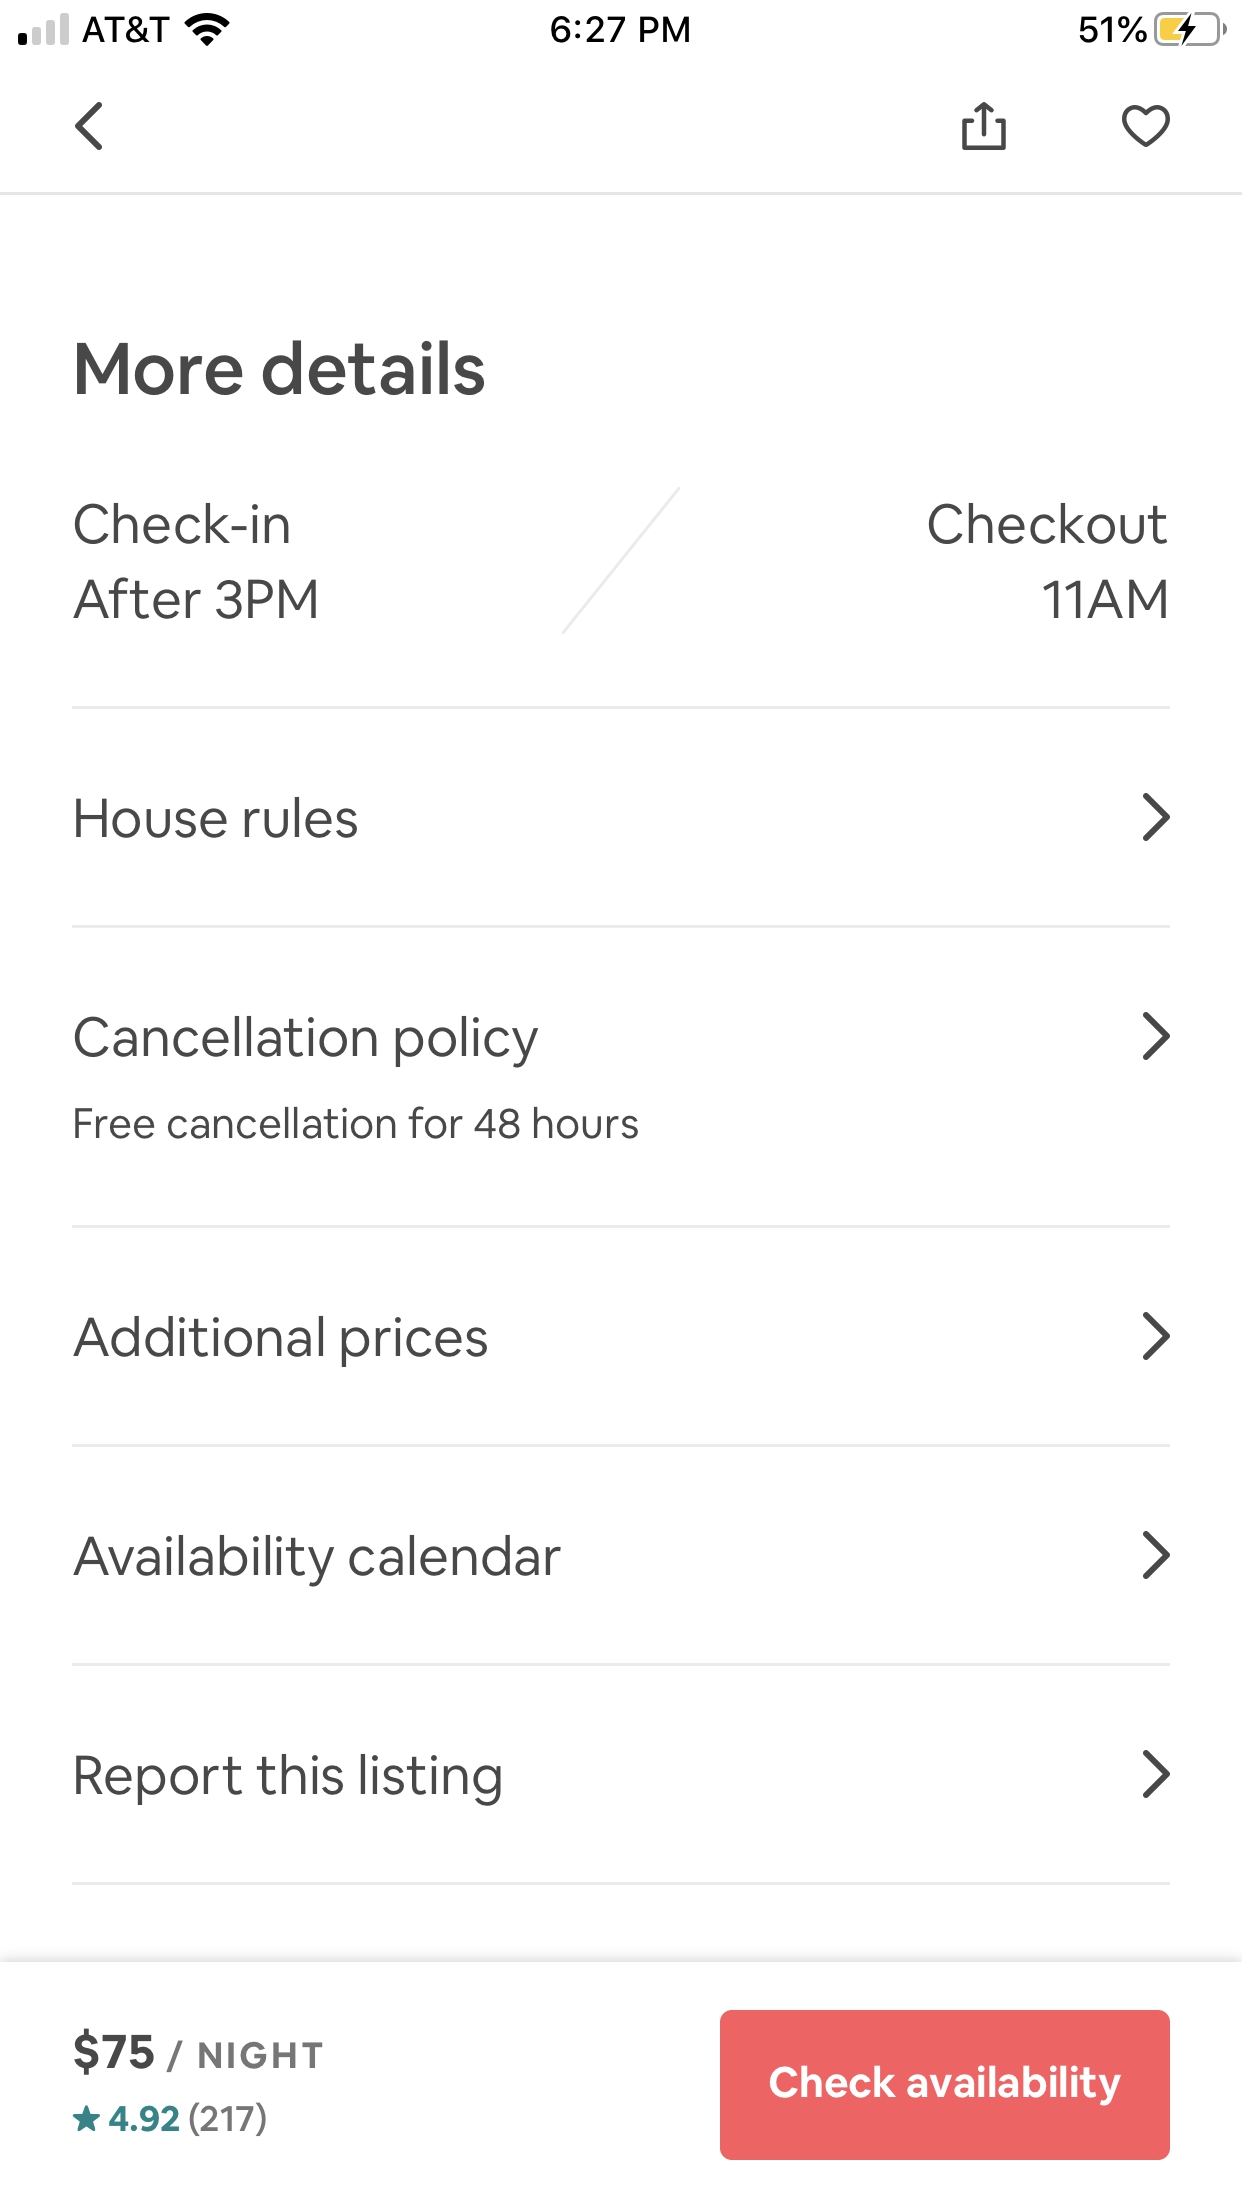 AT&T 6:27 PM 51%
More details
Check-in Checkout
After 3PM 11AM
House rules
Cancellation policy
Free cancellation for 48 hours
Additional prices
Availability calendar
Report this listing
$75 / NIGHT
4.92 (217)
Check availability